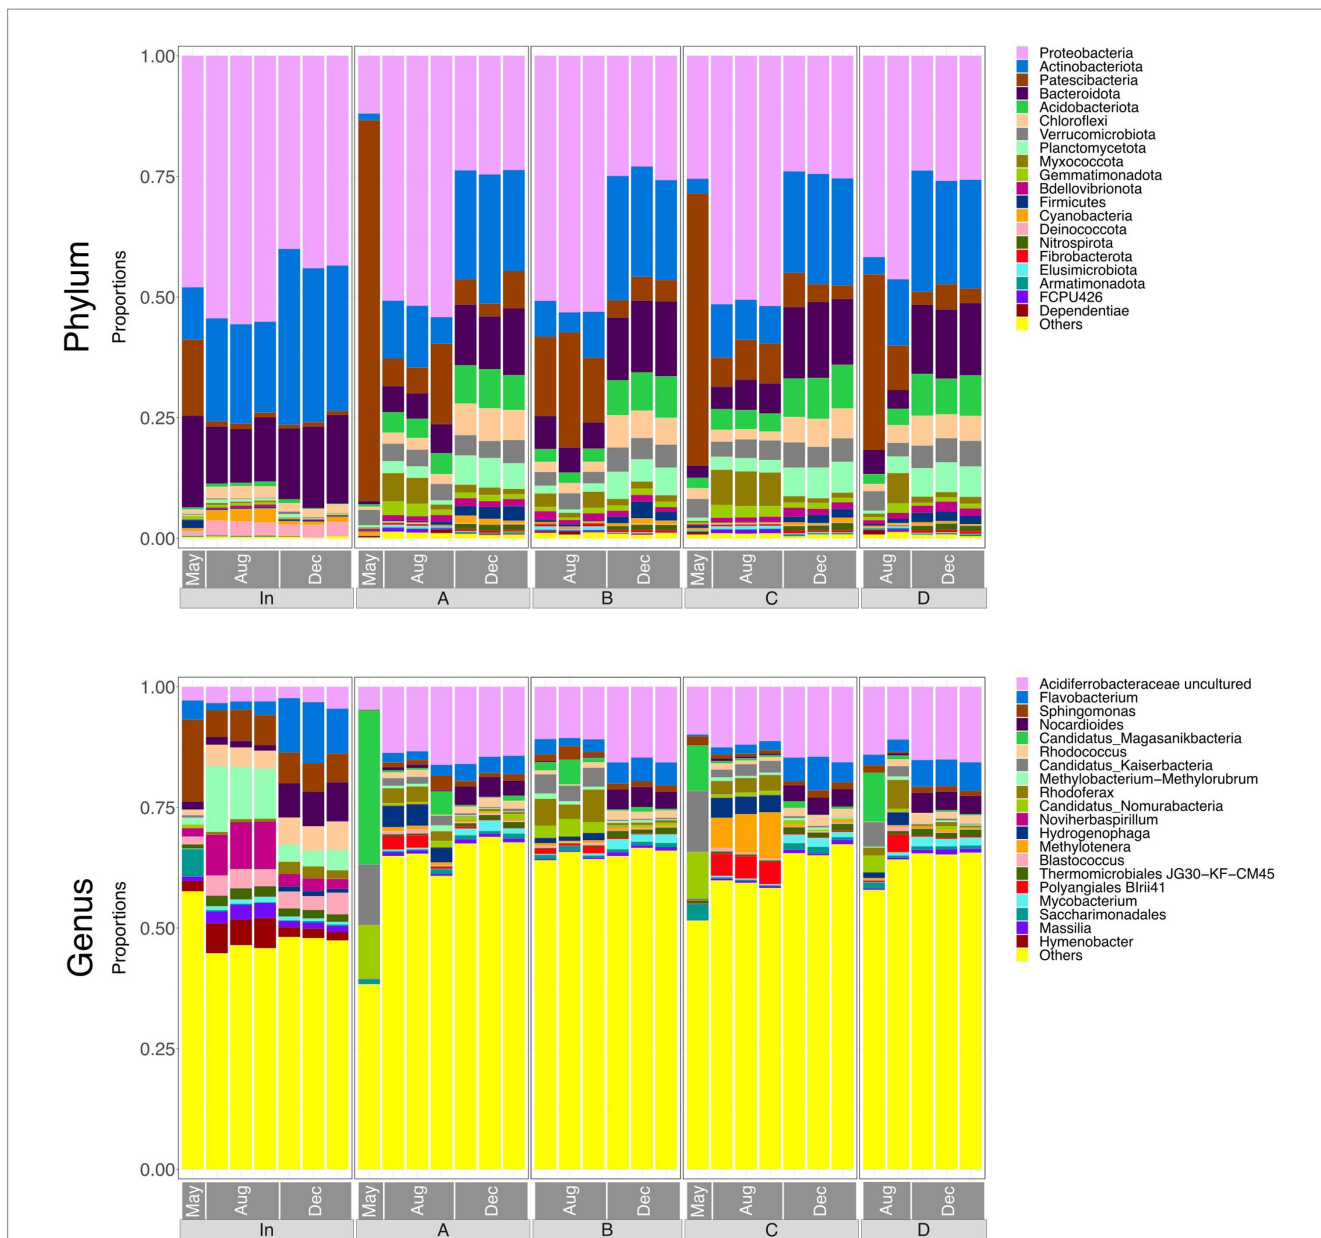 Phylum
Proportions
1.00
0.75
0.50
0.25
0.00
May Aug Dec May Aug Dec Aug Dec May Aug Dec Aug Dec
In A B C D
Proteobacteria
Actinobacteriota
Patescibacteria
Bacteroidota
Acidobacteriota
Chloroflexi
Verrucomicrobiota
Planctomycetota
Myxococcota
Gemmatimonadota
Bdellovibrionota
Firmicutes
Cyanobacteria
Deinococcota
Nitrospirota
Fibrobacterota
Elusimicrobiota
Armatimonadota
FCPU426
Dependentiae
Others
Genus
Proportions
1.00
0.75
0.50
0.25
0.00
May Aug Dec May Aug Dec Aug Dec May Aug Dec Aug Dec
In A B C D
Acidiferrobacteraceae uncultured
Flavobacterium
Sphingomonas
Nocardioides
Candidatus_Magasanikbacteria
Rhodococcus
Candidatus_Kaiserbacteria
Methylobacterium−Methylorubrum
Rhodoferax
Candidatus_Nomurabacteria
Noviherbaspirillum
Hydrogenophaga
Methylotenera
Blastococcus
Thermomicrobiales JG30−KF−CM45
Polyangiales BIrii41
Mycobacterium
Saccharimonadales
Massilia
Hymenobacter
Others